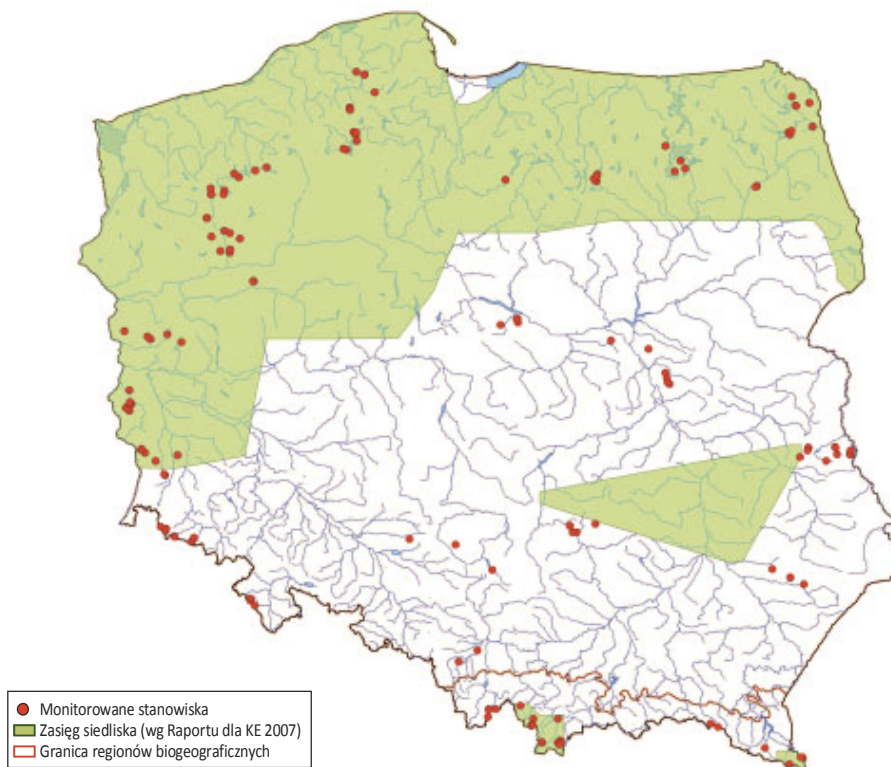 Monitorowane stanowiska
Zasięg siedliska (wg Raportu dla KE 2007)
Granica regionów biogeograficznych